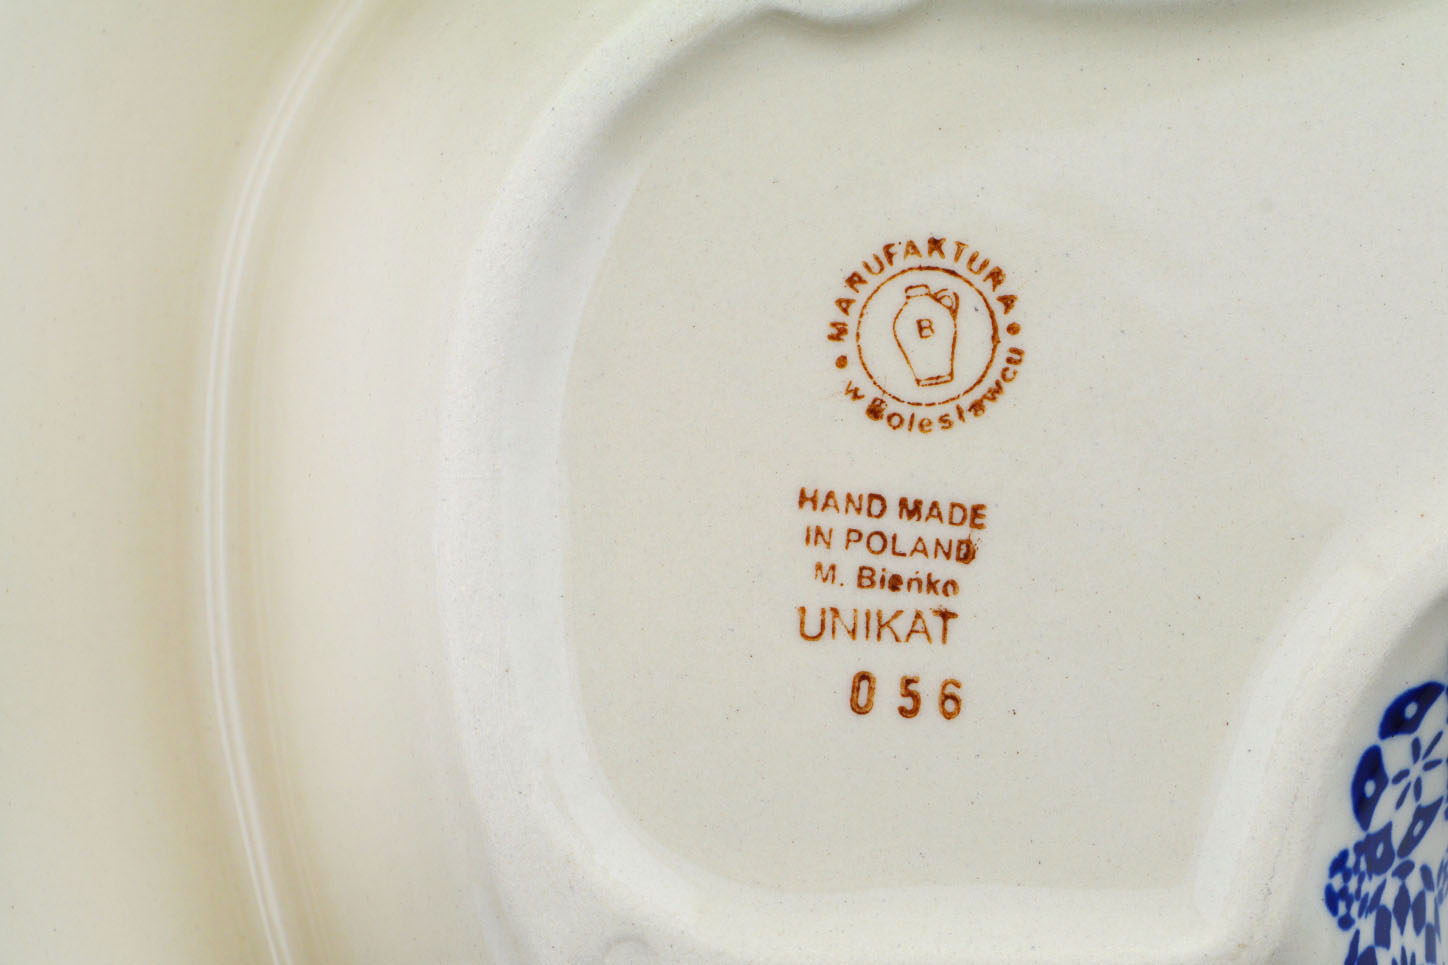 MANUFAKTURA
B
w Bolesławcu
HAND MADE
IN POLAND
M. Bieńko
UNIKAT
056